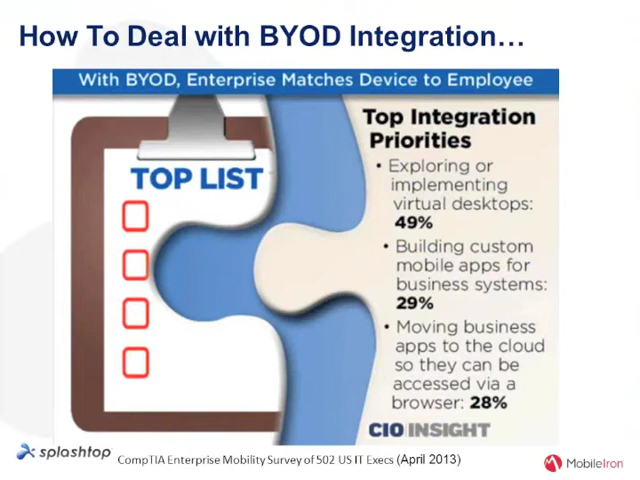 How To Deal with BYOD Integration…
With BYOD, Enterprise Matches Device to Employee
TOP LIST
Top Integration
Priorities
• Exploring or
implementing
virtual desktops:
49%
• Building custom
mobile apps for
business systems:
29%
• Moving business
apps to the cloud
so they can be
accessed via a
browser: 28%
CIO INSIGHT
splashtop
CompTIA Enterprise Mobility Survey of 502 US IT Execs (April 2013)
MobileIron